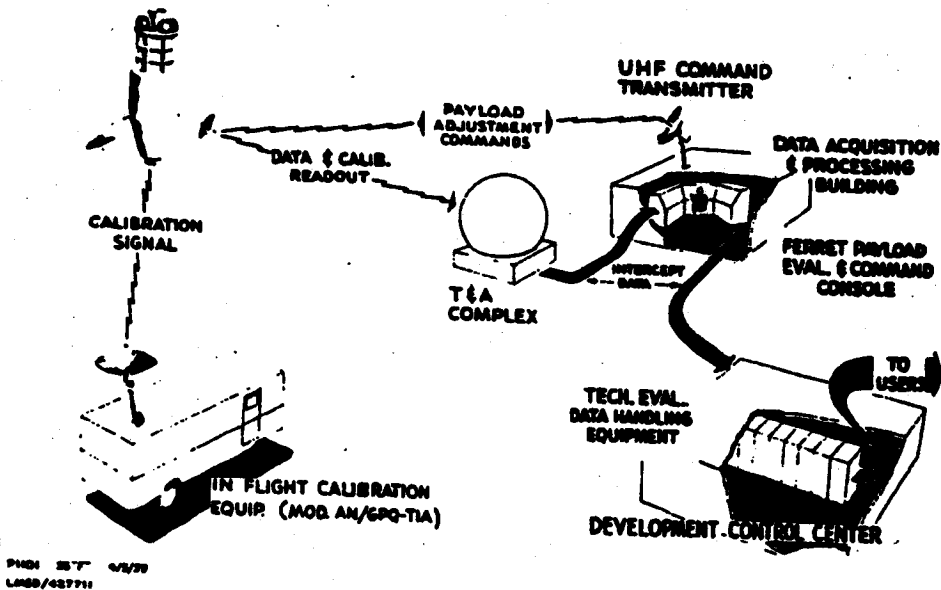 UHF COMMAND
TRANSMITTER
PAYLOAD
ADJUSTMENT
COMMANDS
DATA & CALIB.
READOUT
DATA ACQUISITION
& PROCESSING
BUILDING
CALIBRATION
SIGNAL
FERRET PAYLOAD
EVAL. & COMMAND
CONSOLE
INTERCEPT
DATA
T&A
COMPLEX
TO
USERS
TECH. EVAL.
DATA HANDLING
EQUIPMENT
IN FLIGHT CALIBRATION
EQUIP. (MOD. AN/GPQ-T1A)
DEVELOPMENT CONTROL CENTER
LMSD/427711